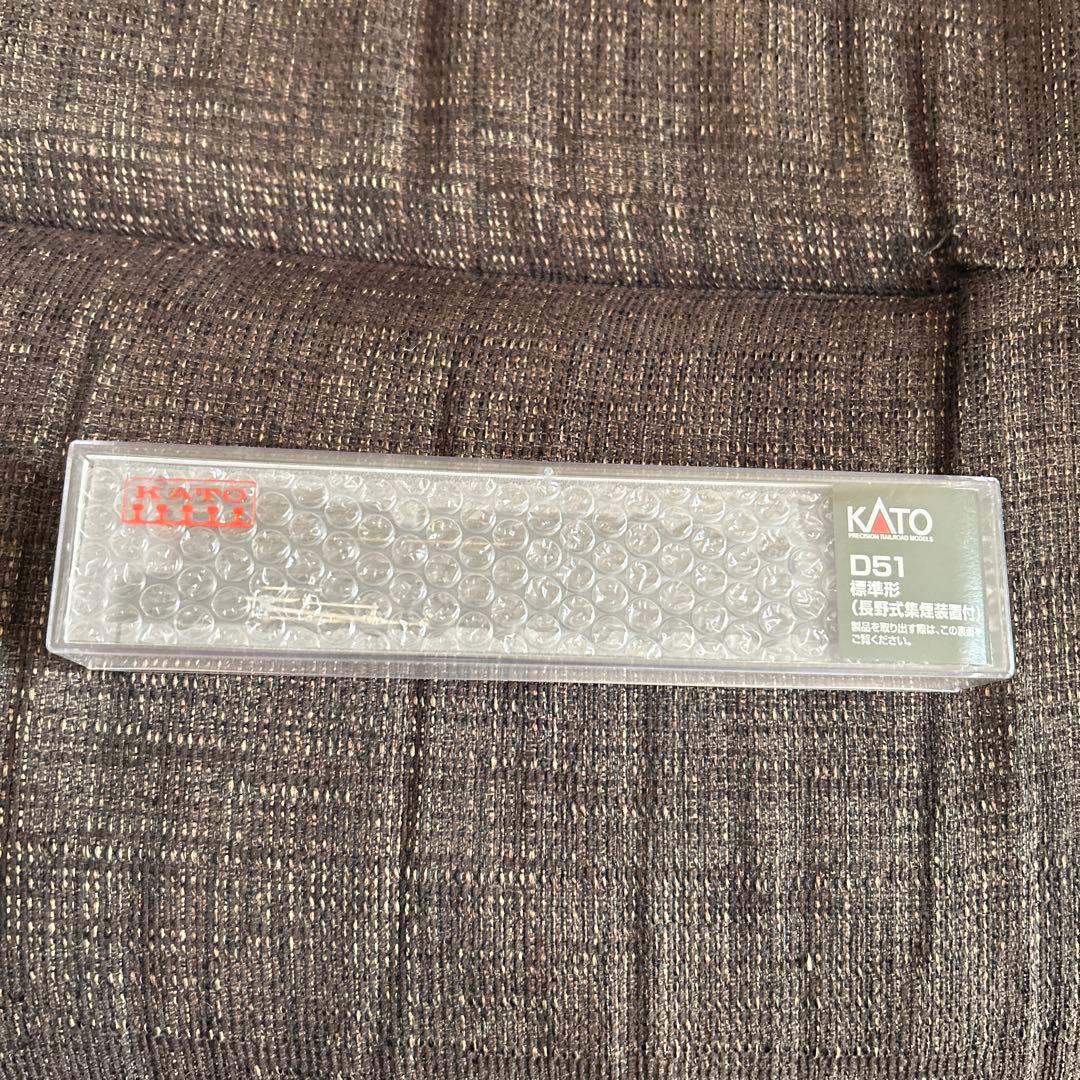 KATO
KATO
PRECISION RAILROAD MODELS
D51
標準形
(長野式集煙装置付)
製品を取り出す際は、この裏面を
ご覧ください。